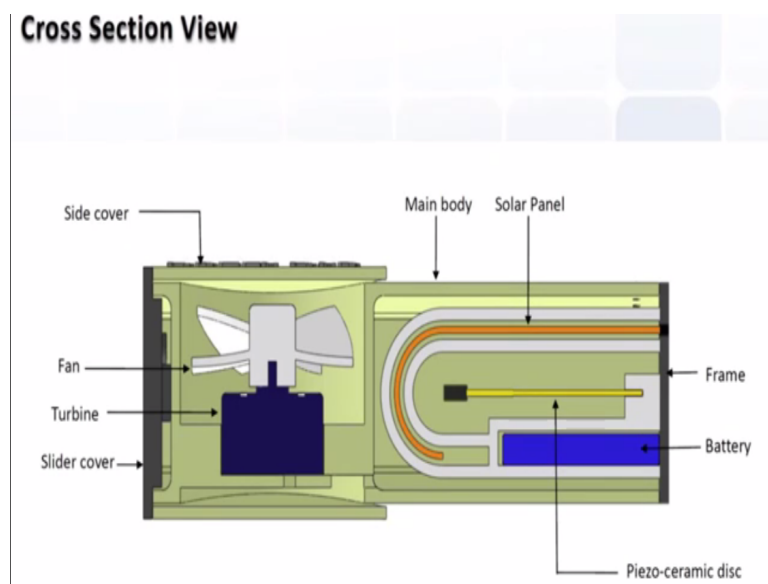 Cross Section View
Side cover
Main body
Solar Panel
Fan
Frame
Turbine
Battery
Slider cover
Piezo-ceramic disc